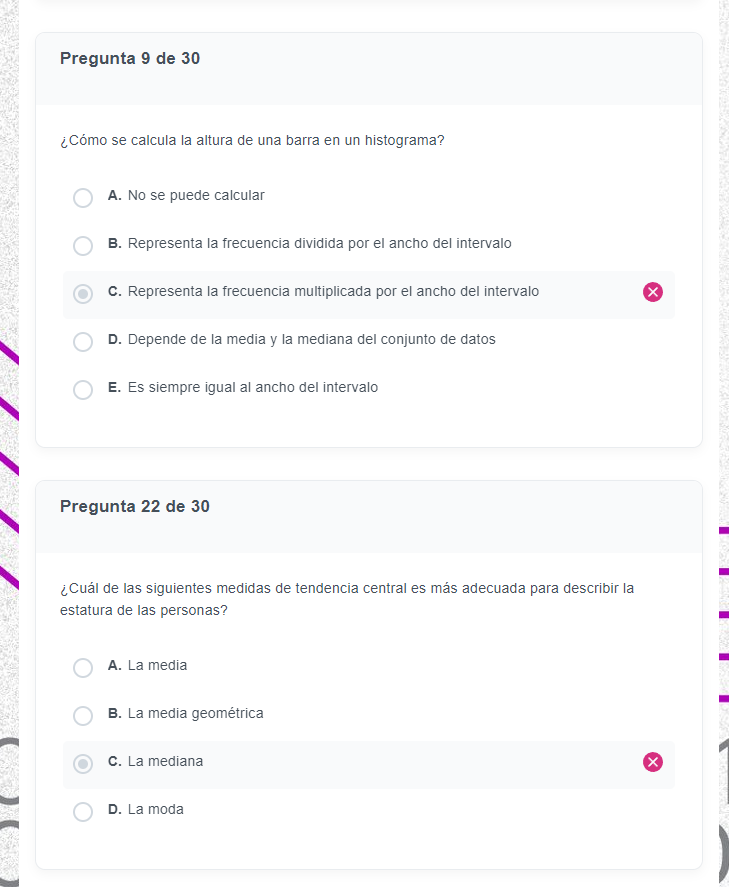 Pregunta 9 de 30
¿Cómo se calcula la altura de una barra en un histograma?
A. No se puede calcular
B. Representa la frecuencia dividida por el ancho del intervalo
C. Representa la frecuencia multiplicada por el ancho del intervalo
D. Depende de la media y la mediana del conjunto de datos
E. Es siempre igual al ancho del intervalo
Pregunta 22 de 30
¿Cuál de las siguientes medidas de tendencia central es más adecuada para describir la
estatura de las personas?
A. La media
B. La media geométrica
C. La mediana
D. La moda